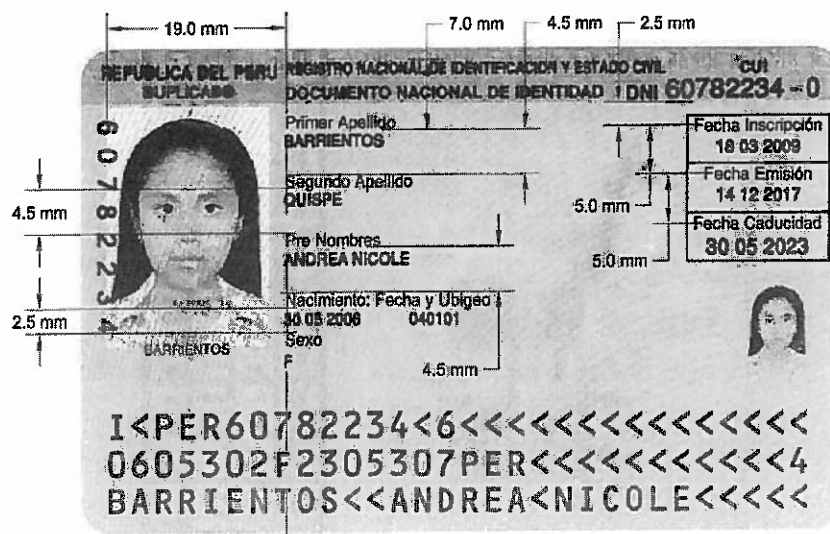 19.0 mm
7.0 mm
4.5 mm
2.5 mm
REPUBLICA DEL PERU
DUPLICADO
REGISTRO NACIONAL DE IDENTIFICACION Y ESTADO CIVIL
DOCUMENTO NACIONAL DE IDENTIDAD
CUI
DNI 60782234-0
60782234
Primer Apellido
BARRIENTOS
Segundo Apellido
QUISPE
Pre Nombres
ANDREA NICOLE
Nacimiento: Fecha y Ubigeo
30 05 2006 040101
Sexo
F
Fecha Inscripción
18 03 2009
Fecha Emisión
14 12 2017
Fecha Caducidad
30 05 2023
4.5 mm
2.5 mm
5.0 mm
5.0 mm
4.5 mm
BARRIENTOS
I<PER60782234<6<<<<<<<<<<<<<<<
0605302F2305307PER<<<<<<<<<<<4
BARRIENTOS<<ANDREA<NICOLE<<<<<